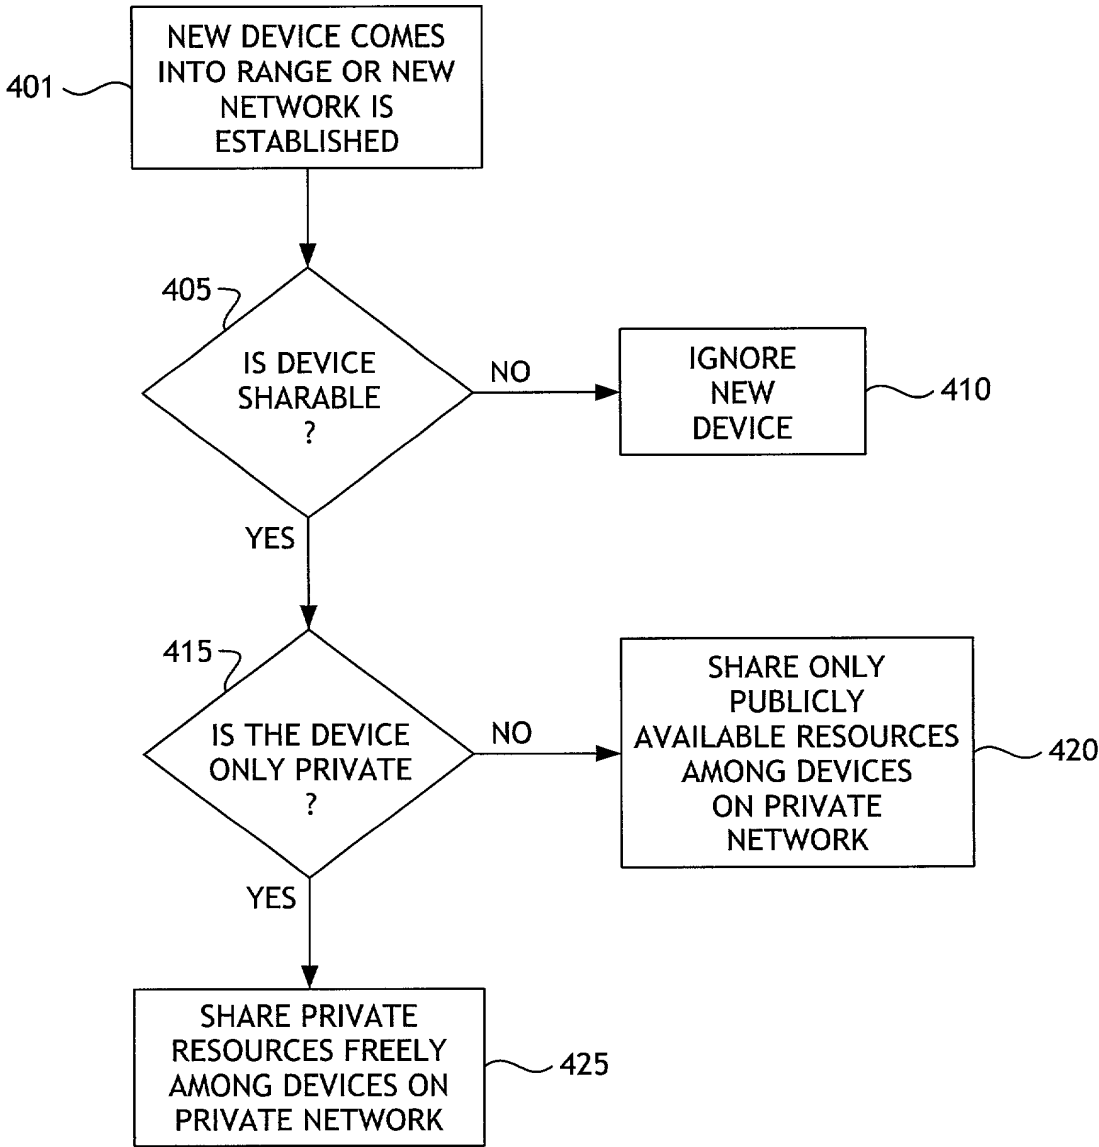 NEW DEVICE COMES
INTO RANGE OR NEW
NETWORK IS
ESTABLISHED
401
405
IS DEVICE
SHARABLE
?
NO
IGNORE
NEW
DEVICE
410
YES
415
IS THE DEVICE
ONLY PRIVATE
?
NO
SHARE ONLY
PUBLICLY
AVAILABLE RESOURCES
AMONG DEVICES
ON PRIVATE
NETWORK
420
YES
SHARE PRIVATE
RESOURCES FREELY
AMONG DEVICES ON
PRIVATE NETWORK
425